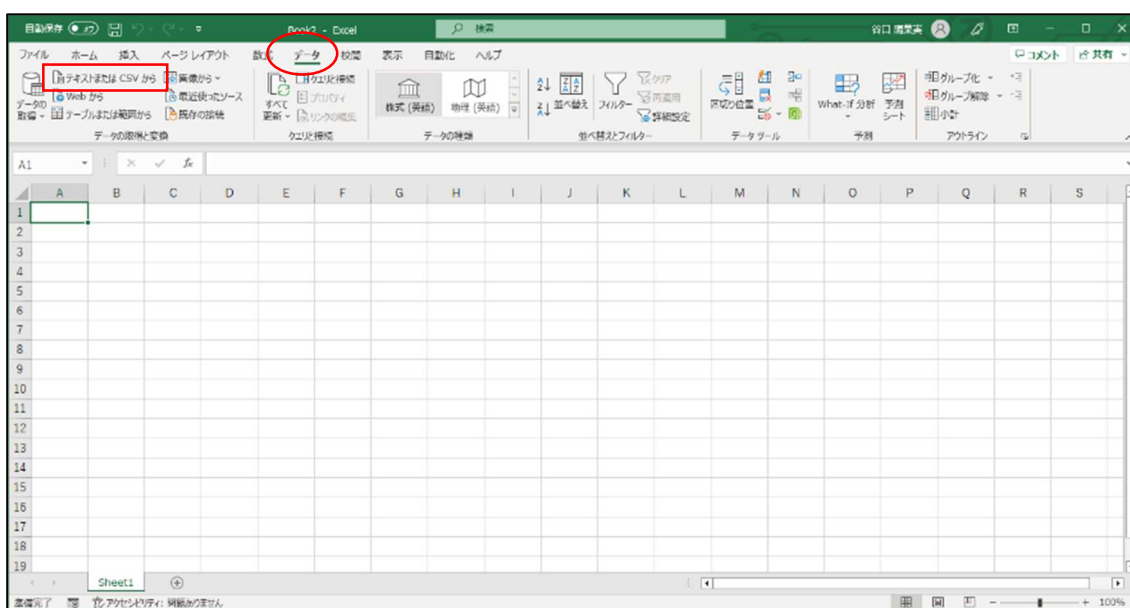 自動保存 オフ Book2 - Excel 検索 谷口 編業実
ファイル ホーム 挿入 ページ レイアウト 数式 データ 校閲 表示 自動化 ヘルプ コメント 共有
テキストまたは CSV から 画像から クエリと接続 クリア グループ化
データの取得 Web から 最近使ったソース すべて更新 プロパティ 株式 (英語) 地理 (英語) 並べ替え フィルター 再適用 区切り位置 What-If 分析 予測シート グループ解除
テーブルまたは範囲から 既存の接続 リンクの編集 詳細設定 小計
データの取得と変換 クエリと接続 データの種類 並べ替えとフィルター データ ツール 予測 アウトライン
A1 fx
A B C D E F G H I J K L M N O P Q R S
1
2
3
4
5
6
7
8
9
10
11
12
13
14
15
16
17
18
19
Sheet1
準備完了 アクセシビリティ: 問題ありません 100%